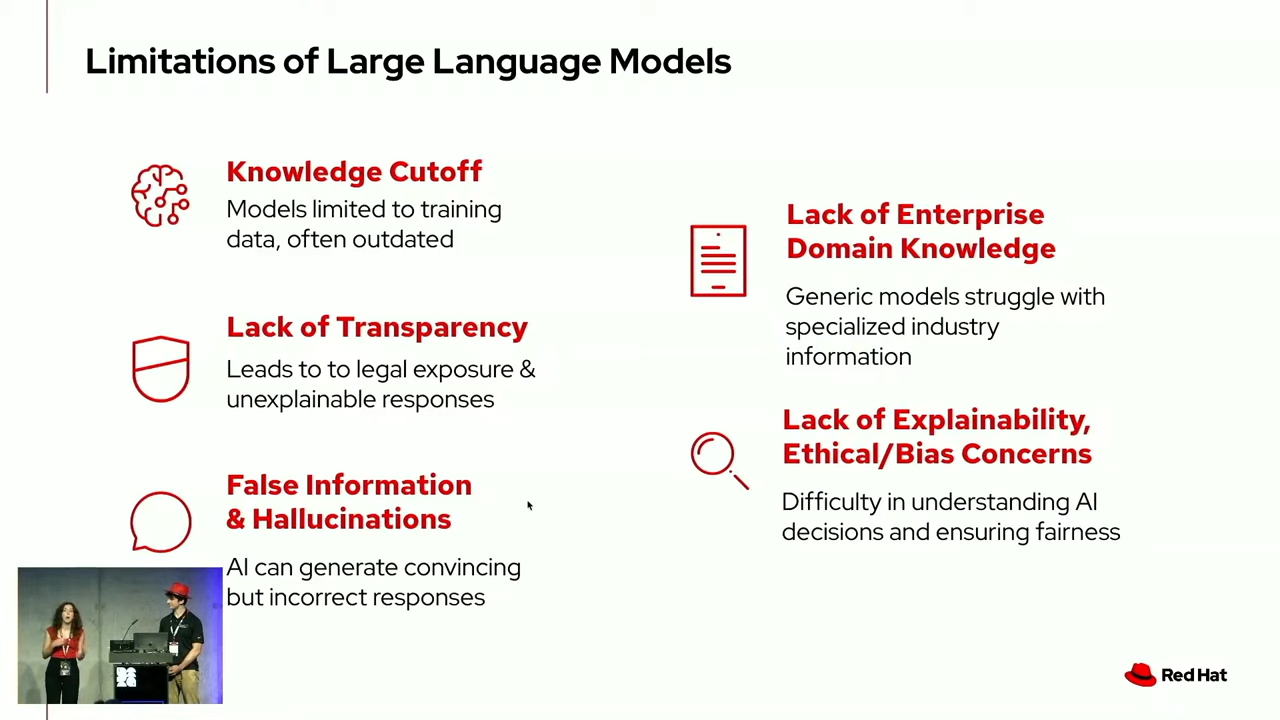 Limitations of Large Language Models
Knowledge Cutoff
Models limited to training
data, often outdated
Lack of Transparency
Leads to to legal exposure &
unexplainable responses
False Information
& Hallucinations
AI can generate convincing
but incorrect responses
Lack of Enterprise
Domain Knowledge
Generic models struggle with
specialized industry
information
Lack of Explainability,
Ethical/Bias Concerns
Difficulty in understanding AI
decisions and ensuring fairness
Red Hat